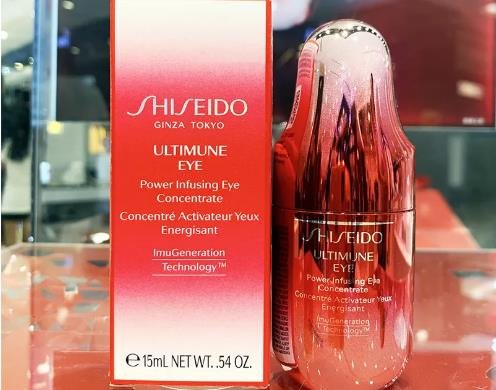 SHISEIDO
GINZA TOKYO
ULTIMUNE
EYE
Power Infusing Eye
Concentrate
Concentré Activateur Yeux
Energisant
ImuGeneration
Technology™
℮15mL NET WT. .54 OZ.
SHISEIDO
ULTIMUNE
EYE
Power Infusing Eye
Concentrate
Concentré Activateur Yeux
Energisant
ImuGeneration
Technology™